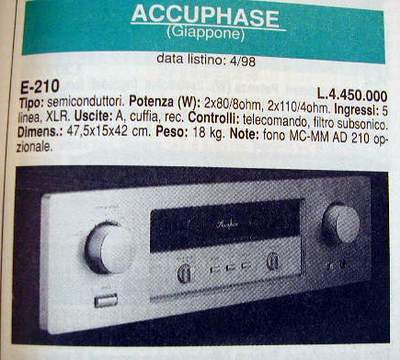 ACCUPHASE
(Giappone)
data listino: 4/98
E-210 L.4.450.000
Tipo: semiconduttori. Potenza (W): 2x80/8ohm, 2x110/4ohm. Ingressi: 5
linea, XLR. Uscite: A, cuffia, rec. Controlli: telecomando, filtro subsonico.
Dimens.: 47,5x15x42 cm. Peso: 18 kg. Note: fono MC-MM AD 210 op-
zionale.
Accuphase